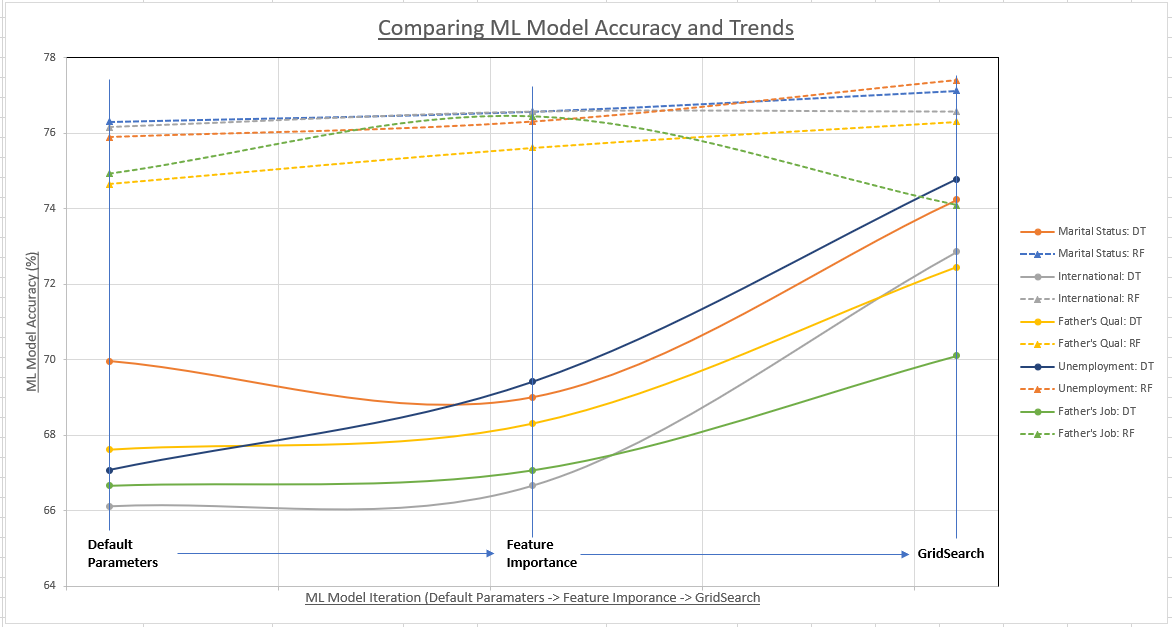 Comparing ML Model Accuracy and Trends
78
76
74
72
70
68
66
64
ML Model Accuracy (%)
Default
Parameters
Feature
Importance
GridSearch
ML Model Iteration (Default Paramaters -> Feature Imporance -> GridSearch
Marital Status: DT
Marital Status: RF
International: DT
International: RF
Father's Qual: DT
Father's Qual: RF
Unemployment: DT
Unemployment: RF
Father's Job: DT
Father's Job: RF